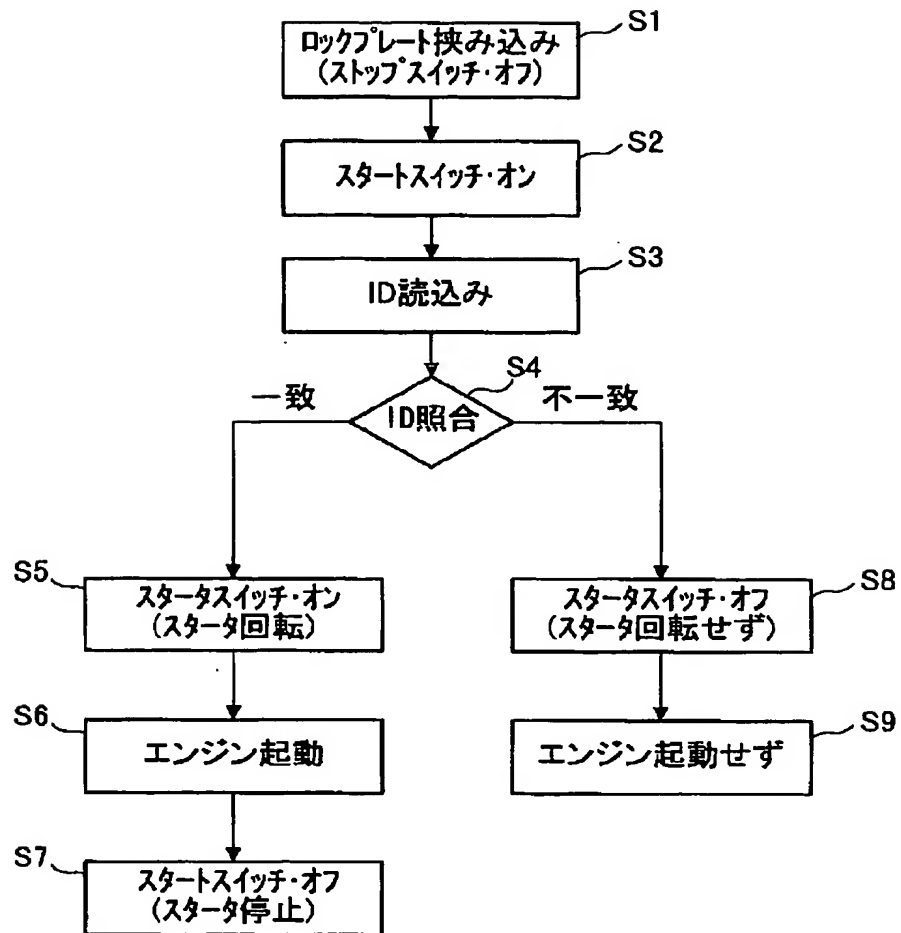 ロックプレート挟み込み
(ストップスイッチ・オフ)
S1
スタートスイッチ・オン
S2
ID読込み
S3
ID照合
S4
一致
不一致
S5
スタータスイッチ・オン
(スタータ回転)
スタータスイッチ・オフ
(スタータ回転せず)
S8
S6
エンジン起動
エンジン起動せず
S9
S7
スタートスイッチ・オフ
(スタータ停止)